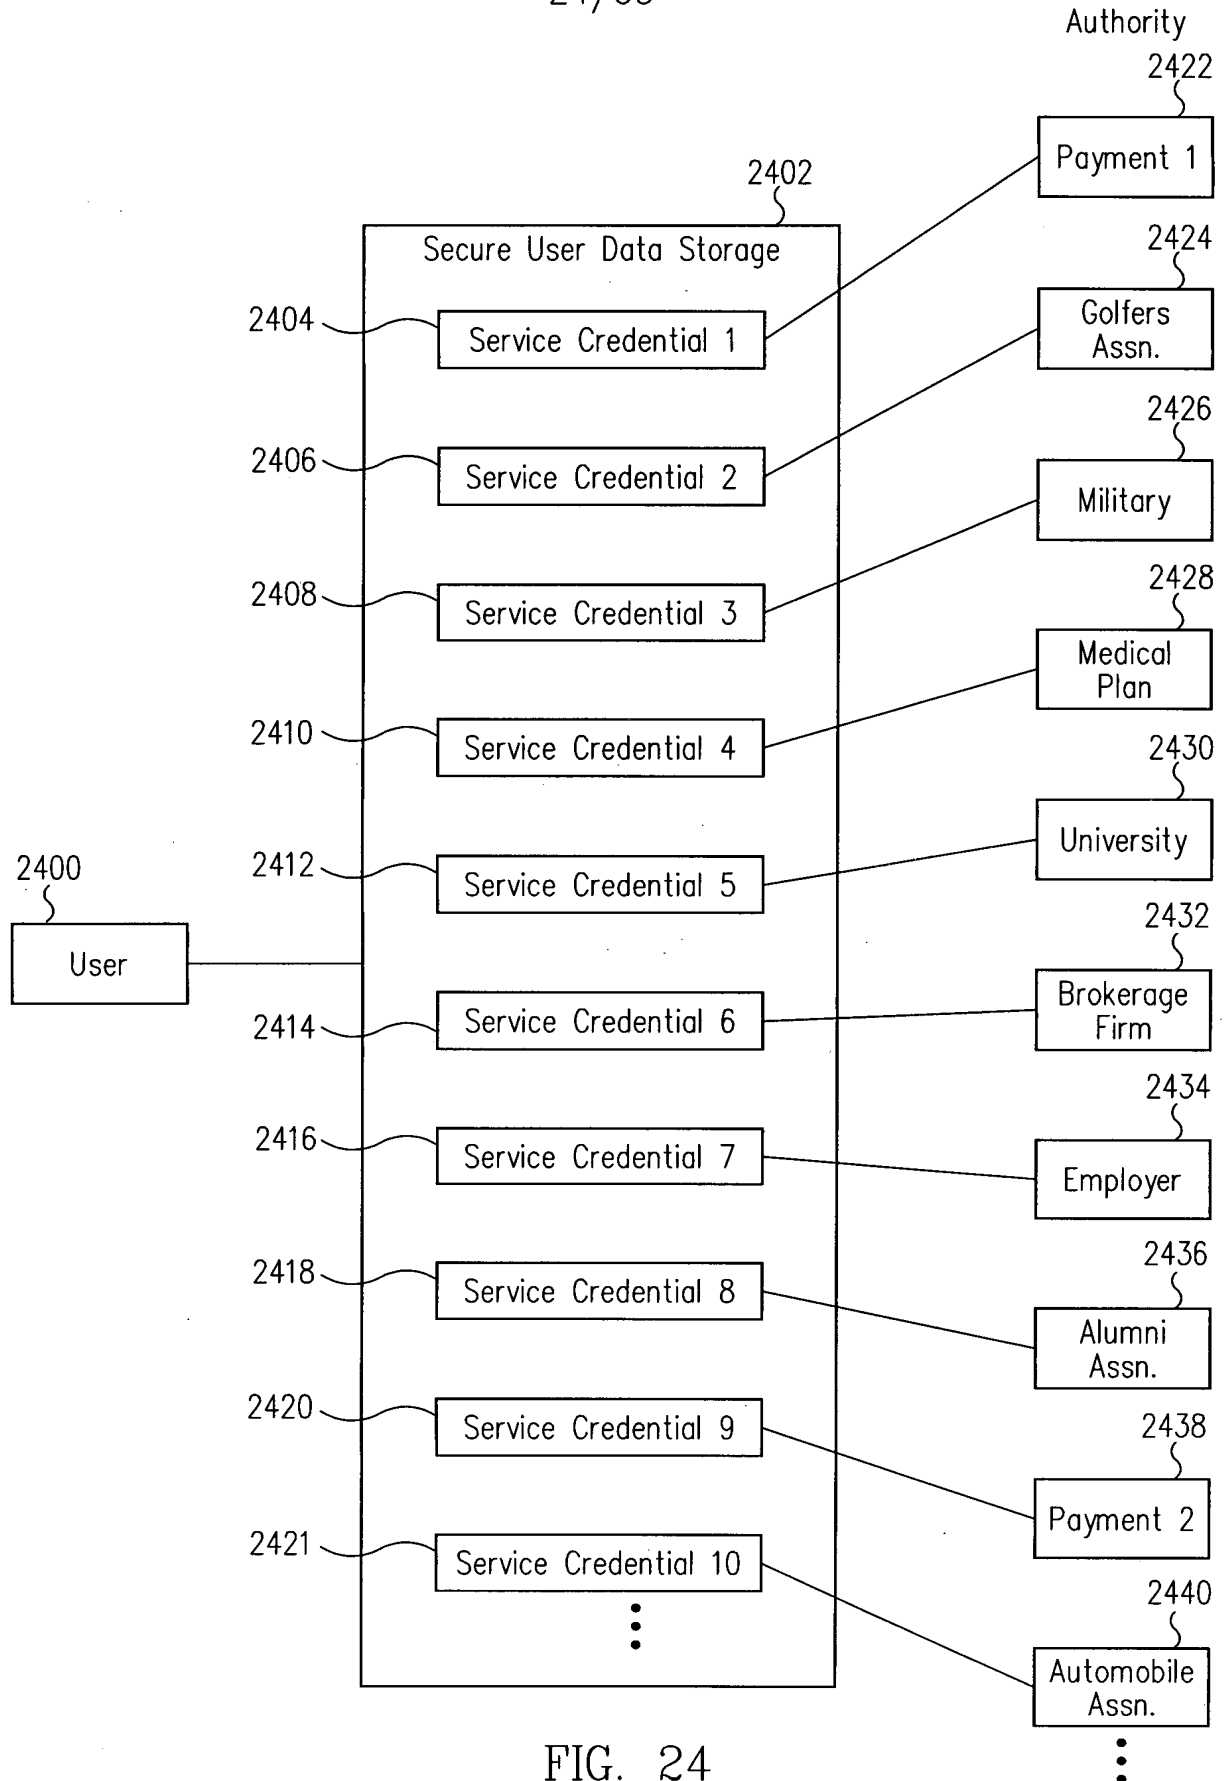 Authority
2422
Payment 1
2402
Secure User Data Storage
2424
Golfers
Assn.
2404
Service Credential 1
2426
Military
2406
Service Credential 2
2428
Medical
Plan
2408
Service Credential 3
2430
University
2410
Service Credential 4
2400
User
2412
Service Credential 5
2432
Brokerage
Firm
2414
Service Credential 6
2434
Employer
2416
Service Credential 7
2436
Alumni
Assn.
2418
Service Credential 8
2438
Payment 2
2420
Service Credential 9
2440
Automobile
Assn.
2421
Service Credential 10
FIG. 24